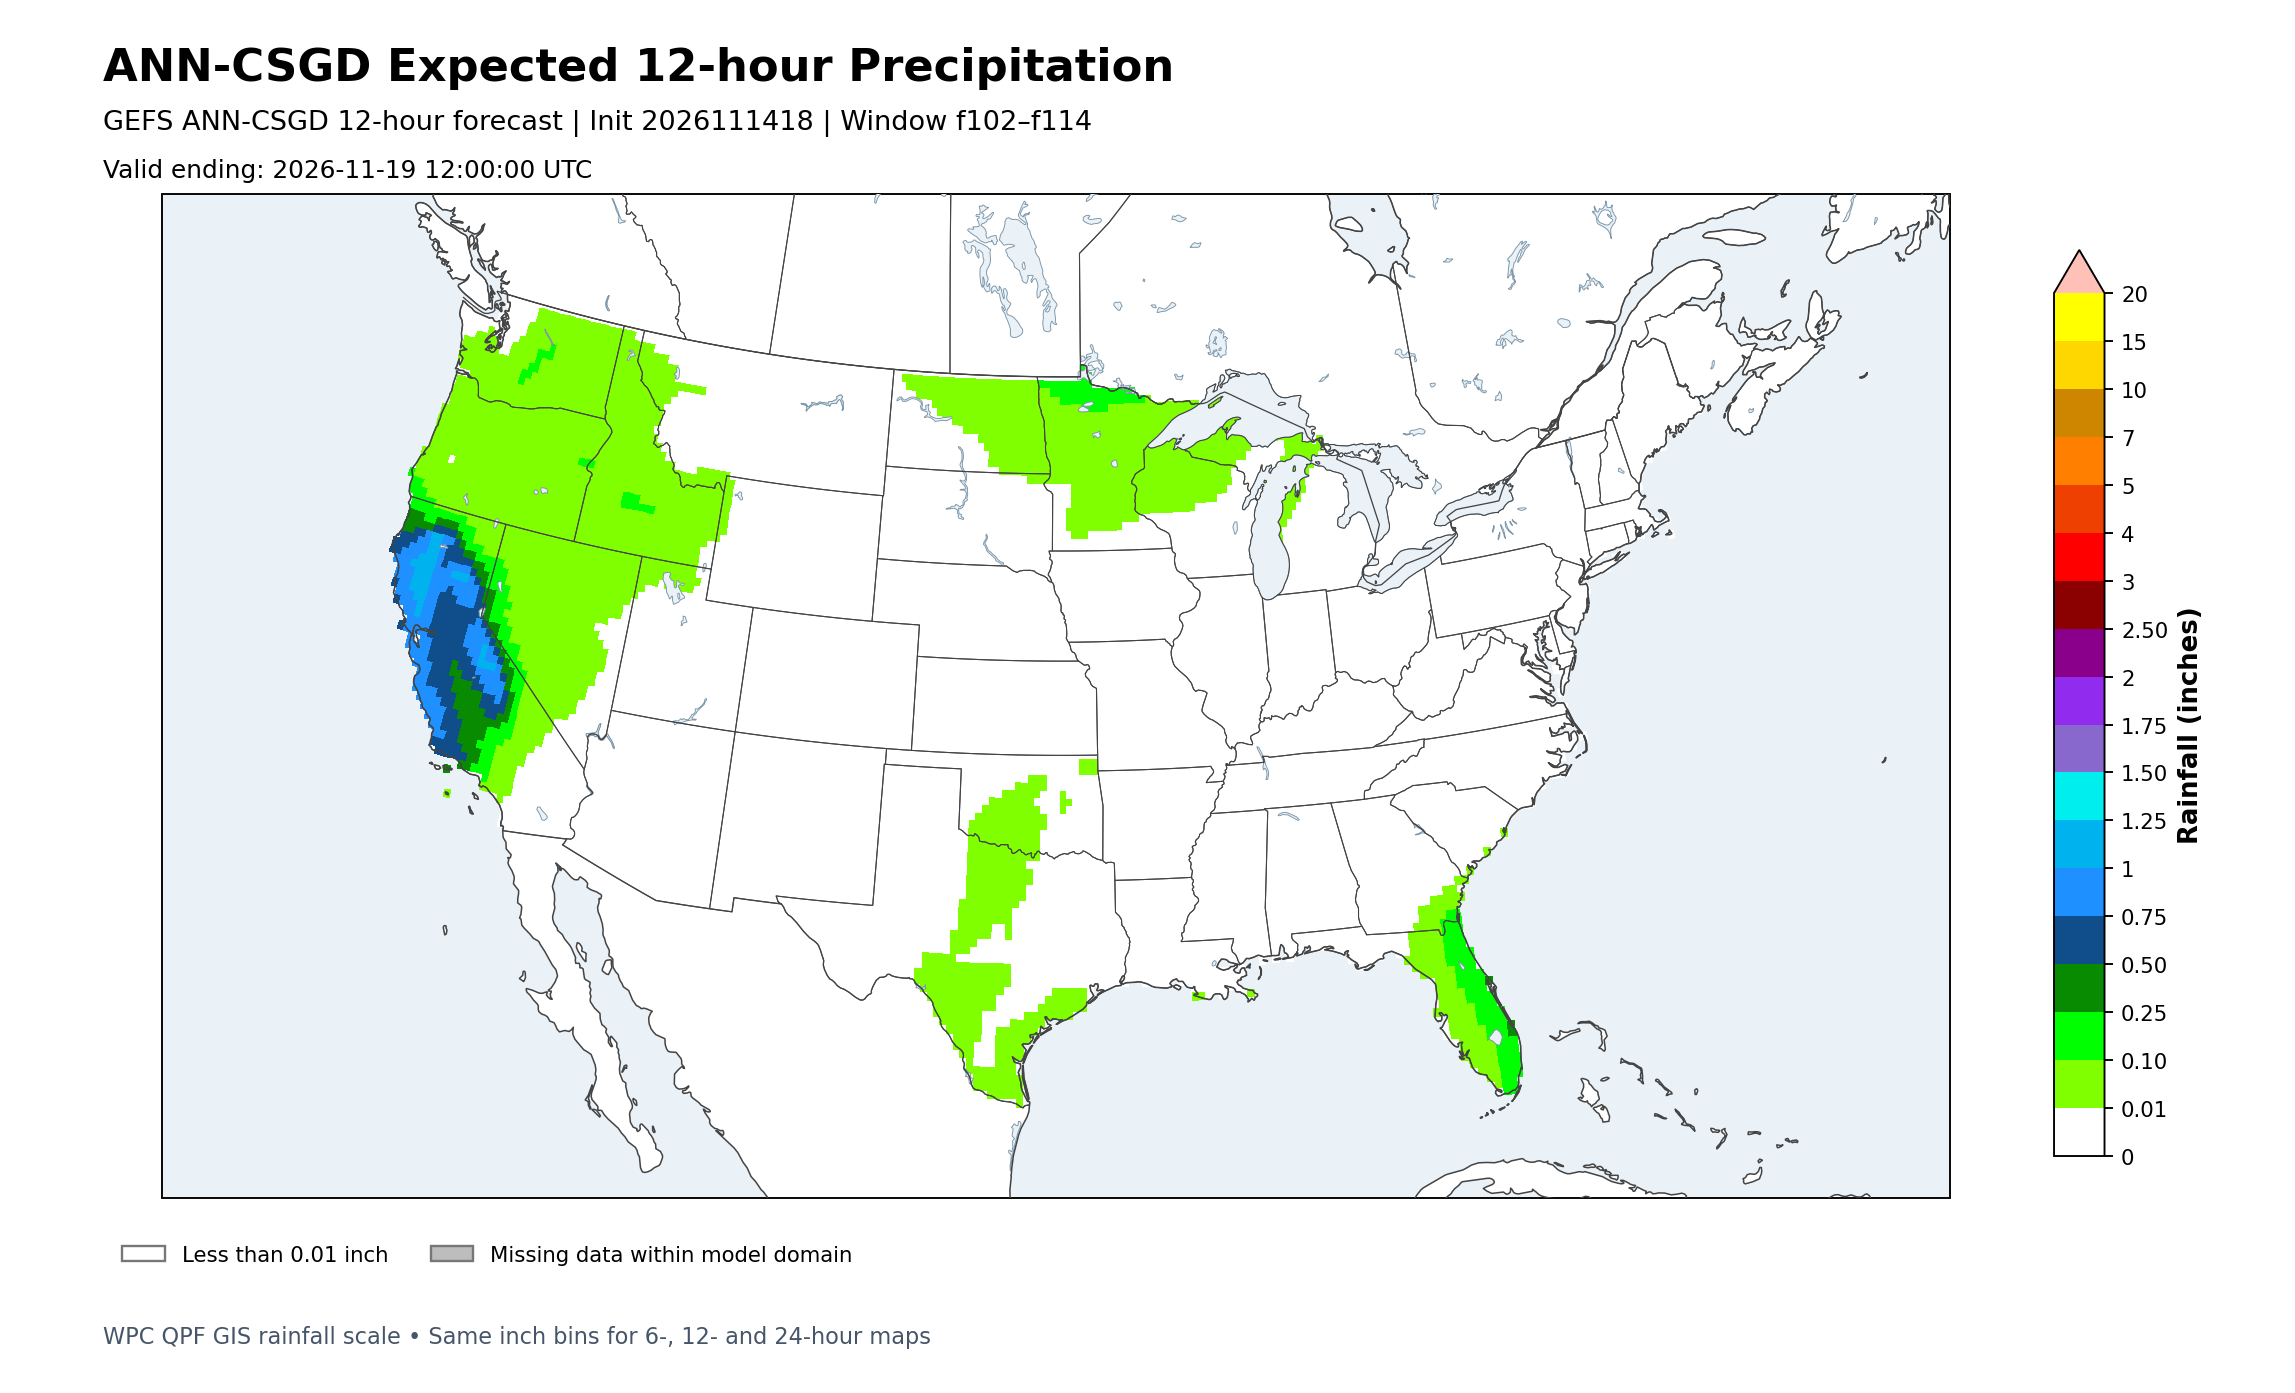 ANN-CSGD Expected 12-hour Precipitation
GEFS ANN-CSGD 12-hour forecast | Init 2026111418 | Window f102–f114
Valid ending: 2026-11-19 12:00:00 UTC
20
15
10
7
5
4
3
2.50
2
1.75
1.50
1.25
1
0.75
0.50
0.25
0.10
0.01
0
Rainfall (inches)
Less than 0.01 inch
Missing data within model domain
WPC QPF GIS rainfall scale • Same inch bins for 6-, 12- and 24-hour maps